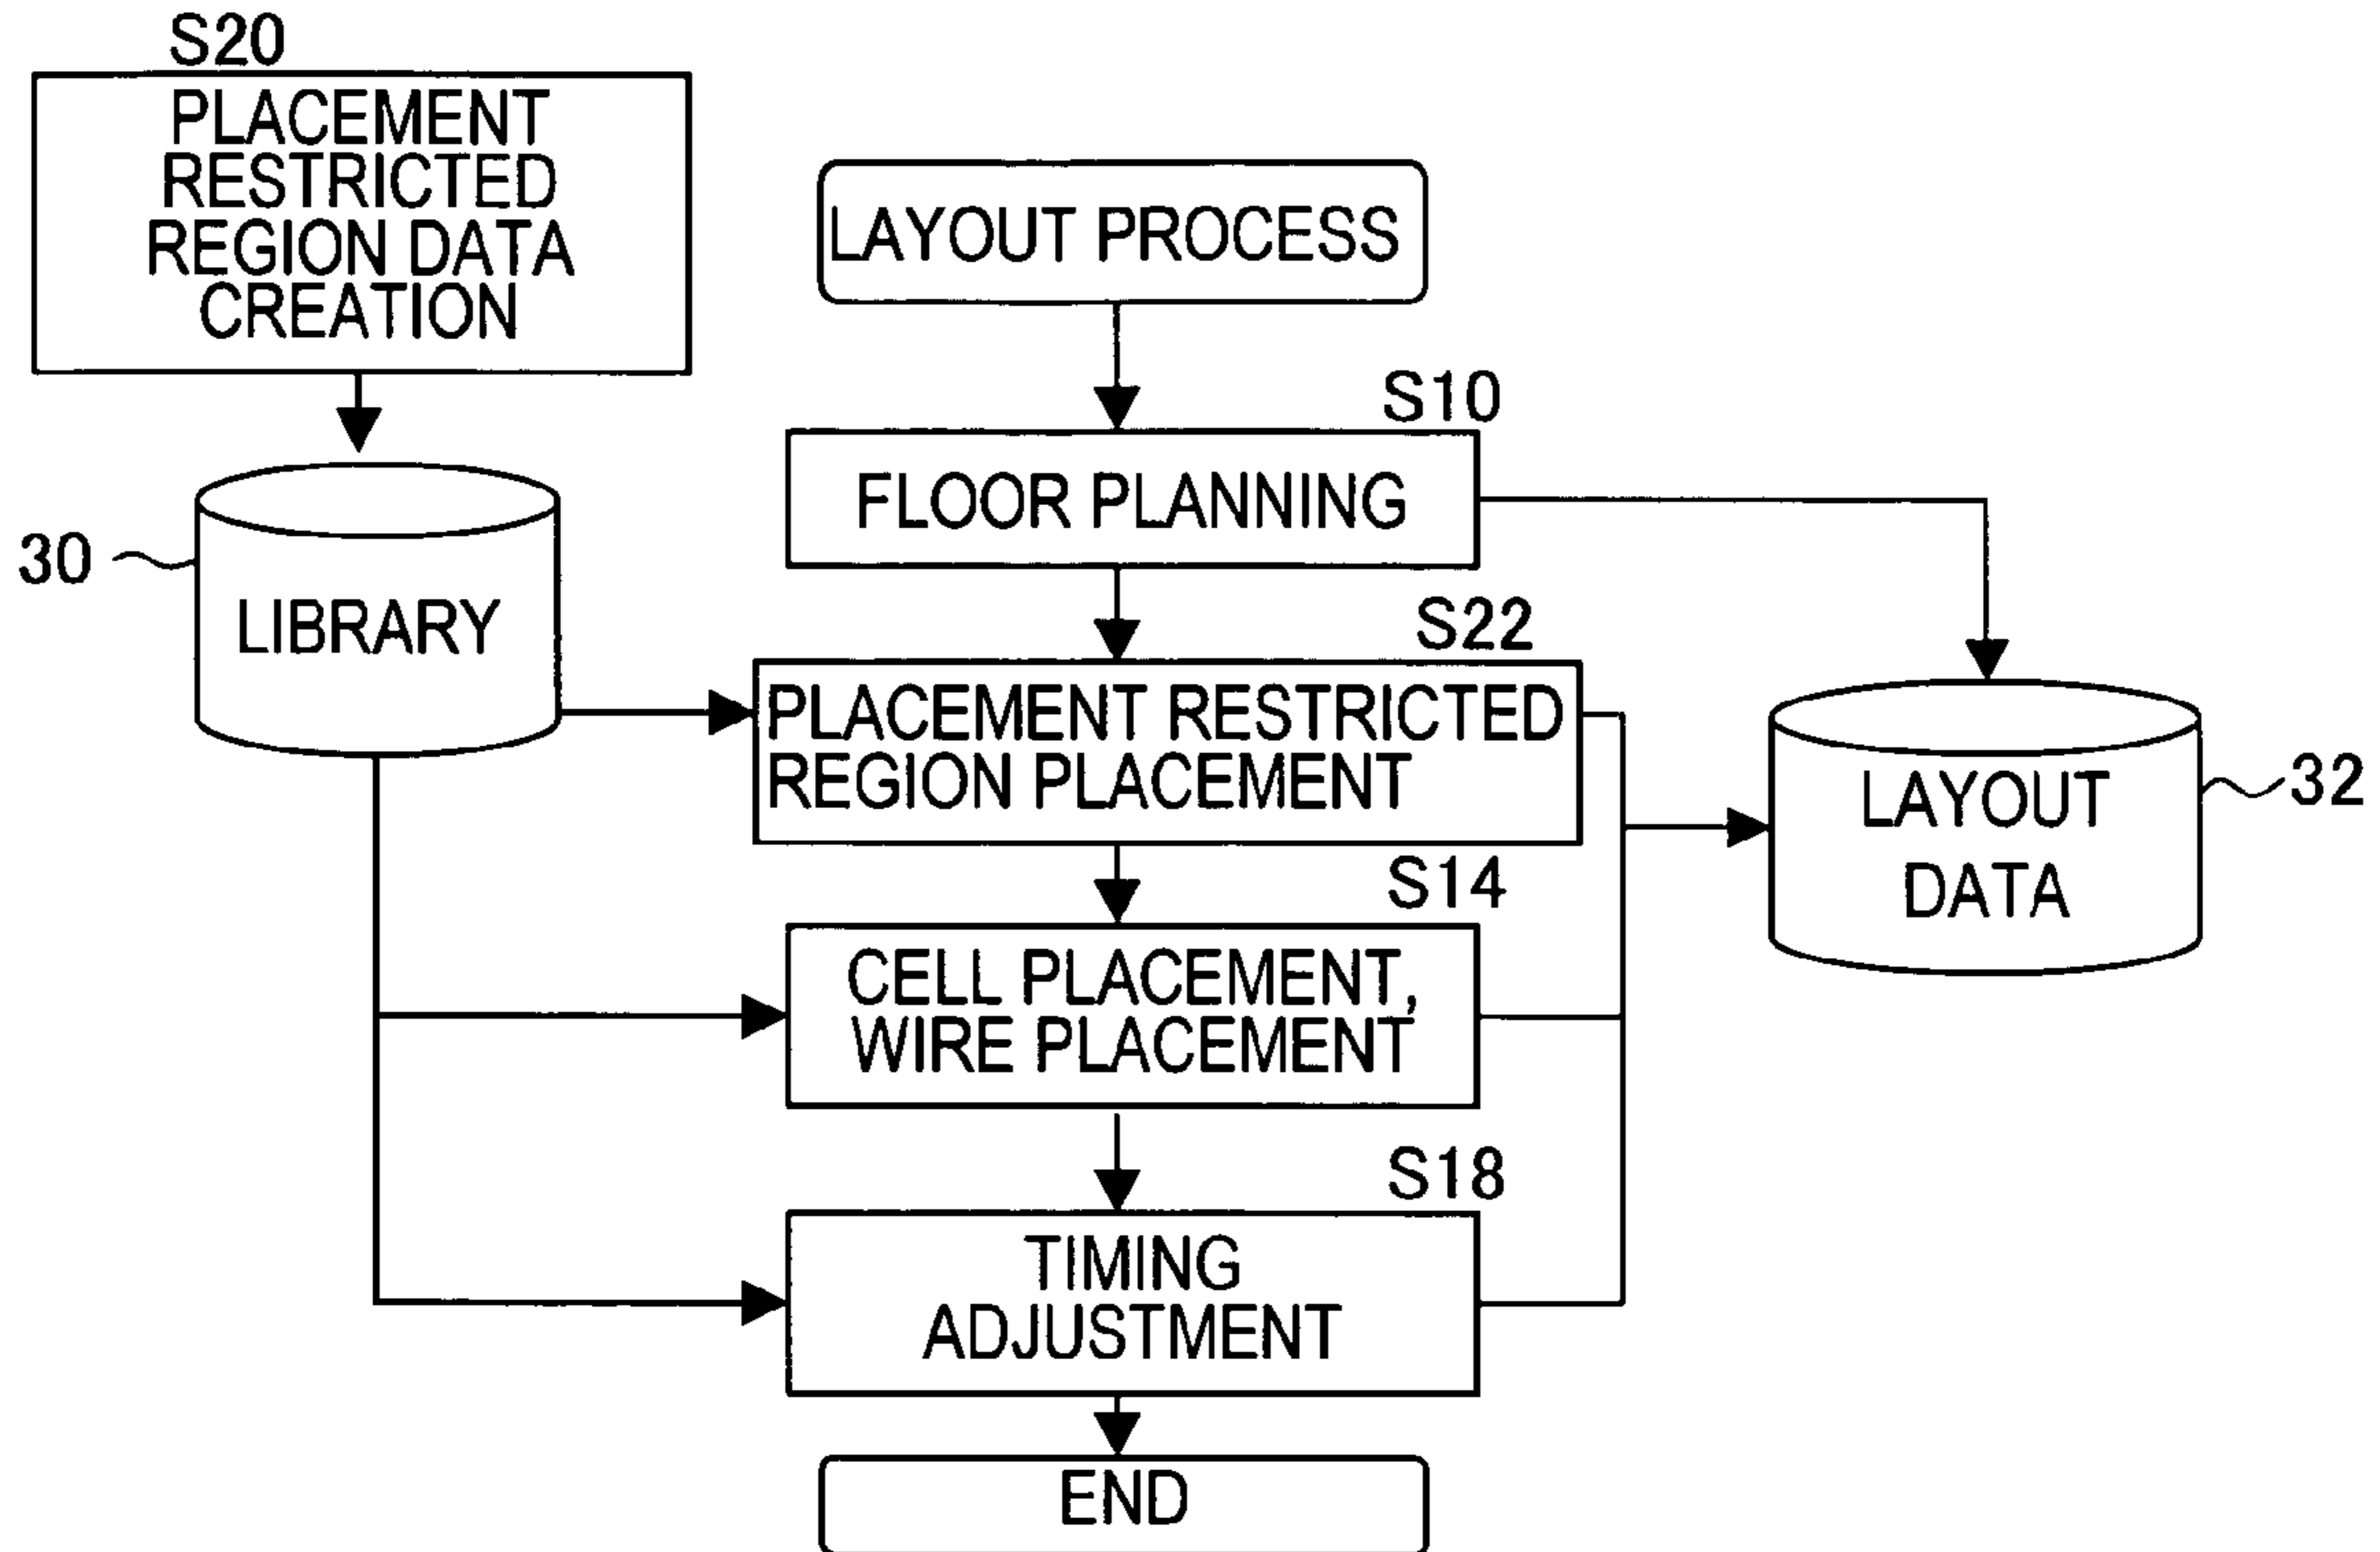 S20
PLACEMENT
RESTRICTED
REGION DATA
CREATION
LAYOUT PROCESS
S10
FLOOR PLANNING
30
LIBRARY
S22
PLACEMENT RESTRICTED
REGION PLACEMENT
32
LAYOUT
DATA
S14
CELL PLACEMENT,
WIRE PLACEMENT
S18
TIMING
ADJUSTMENT
END